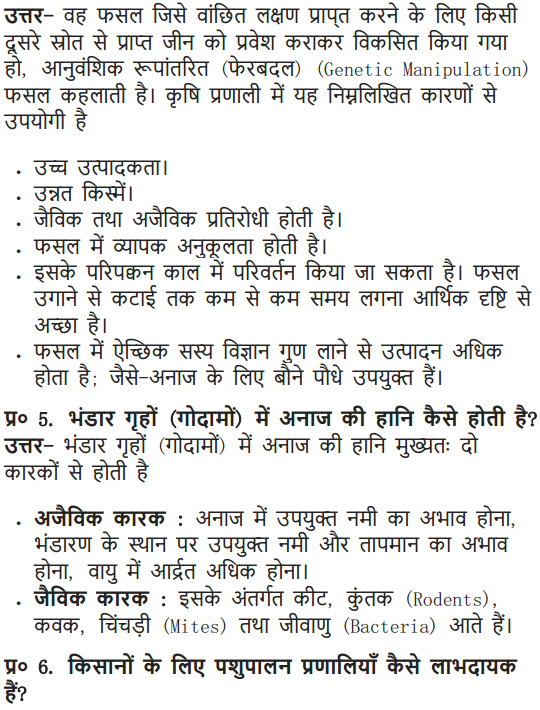 उत्तर– वह फसल जिसे वांछित लक्षण प्राप्त करने के लिए किसी
दूसरे स्रोत से प्राप्त जीन को प्रवेश कराकर विकसित किया गया
हो, आनुवंशिक रूपांतरित (फेरबदल) (Genetic Manipulation)
फसल कहलाती है। कृषि प्रणाली में यह निम्नलिखित कारणों से
उपयोगी है
. उच्च उत्पादकता।
. उन्नत किस्में।
. जैविक तथा अजैविक प्रतिरोधी होती है।
. फसल में व्यापक अनुकूलता होती है।
. इसके परिपक्वन काल में परिवर्तन किया जा सकता है। फसल
उगाने से कटाई तक कम से कम समय लगना आर्थिक दृष्टि से
अच्छा है।
. फसल में ऐच्छिक सस्य विज्ञान गुण लाने से उत्पादन अधिक
होता है; जैसे–अनाज के लिए बौने पौधे उपयुक्त हैं।
प्र० 5. भंडार गृहों (गोदामों) में अनाज की हानि कैसे होती है?
उत्तर– भंडार गृहों (गोदामों) में अनाज की हानि मुख्यतः दो
कारकों से होती है
. अजैविक कारक : अनाज में उपयुक्त नमी का अभाव होना,
भंडारण के स्थान पर उपयुक्त नमी और तापमान का अभाव
होना, वायु में आर्द्रत अधिक होना।
. जैविक कारक : इसके अंतर्गत कीट, कुंतक (Rodents),
कवक, चिंचड़ी (Mites) तथा जीवाणु (Bacteria) आते हैं।
प्र० 6. किसानों के लिए पशुपालन प्रणालियाँ कैसे लाभदायक
हैं?